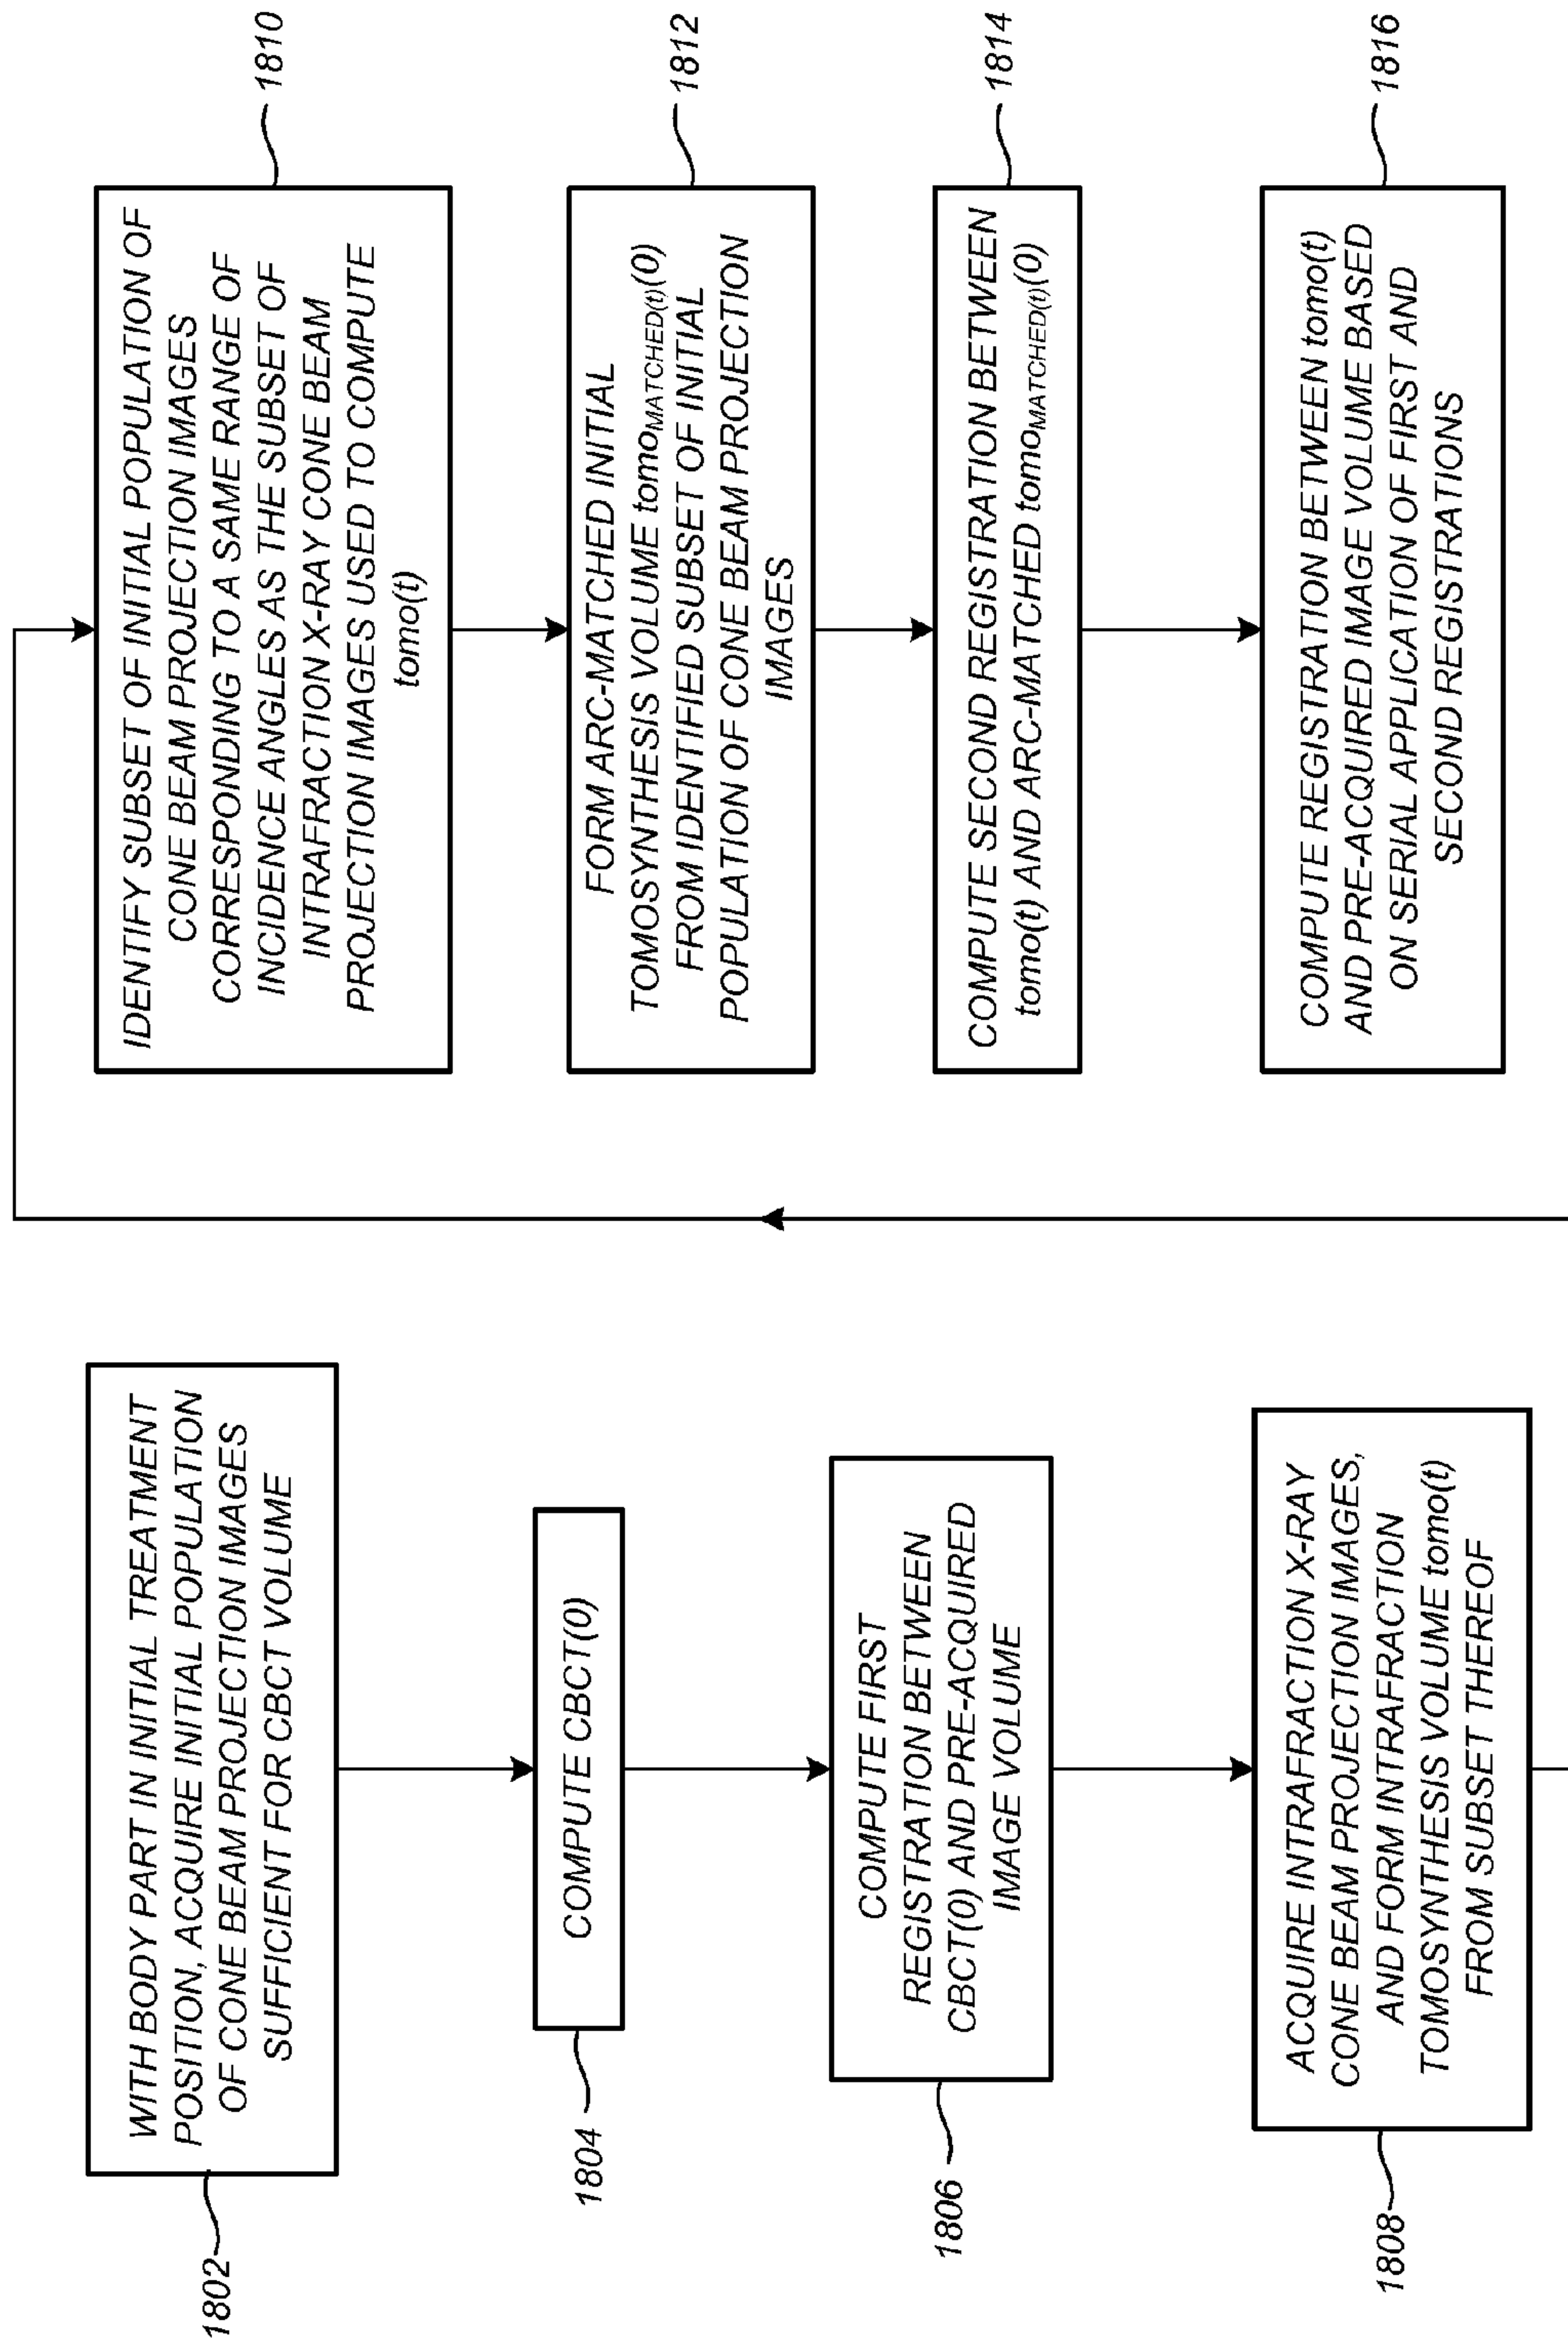 1802
WITH BODY PART IN INITIAL TREATMENT
POSITION, ACQUIRE INITIAL POPULATION
OF CONE BEAM PROJECTION IMAGES
SUFFICIENT FOR CBCT VOLUME
1804
COMPUTE CBCT(0)
1806
COMPUTE FIRST
REGISTRATION BETWEEN
CBCT(0) AND PRE-ACQUIRED
IMAGE VOLUME
1808
ACQUIRE INTRAFRACTION X-RAY
CONE BEAM PROJECTION IMAGES,
AND FORM INTRAFRACTION
TOMOSYNTHESIS VOLUME tomo(t)
FROM SUBSET THEREOF
1810
IDENTIFY SUBSET OF INITIAL POPULATION OF
CONE BEAM PROJECTION IMAGES
CORRESPONDING TO A SAME RANGE OF
INCIDENCE ANGLES AS THE SUBSET OF
INTRAFRACTION X-RAY CONE BEAM
PROJECTION IMAGES USED TO COMPUTE
tomo(t)
1812
FORM ARC-MATCHED INITIAL
TOMOSYNTHESIS VOLUME tomoMATCHED(t)(0)
FROM IDENTIFIED SUBSET OF INITIAL
POPULATION OF CONE BEAM PROJECTION
IMAGES
1814
COMPUTE SECOND REGISTRATION BETWEEN
tomo(t) AND ARC-MATCHED tomoMATCHED(t)(0)
1816
COMPUTE REGISTRATION BETWEEN tomo(t)
AND PRE-ACQUIRED IMAGE VOLUME BASED
ON SERIAL APPLICATION OF FIRST AND
SECOND REGISTRATIONS